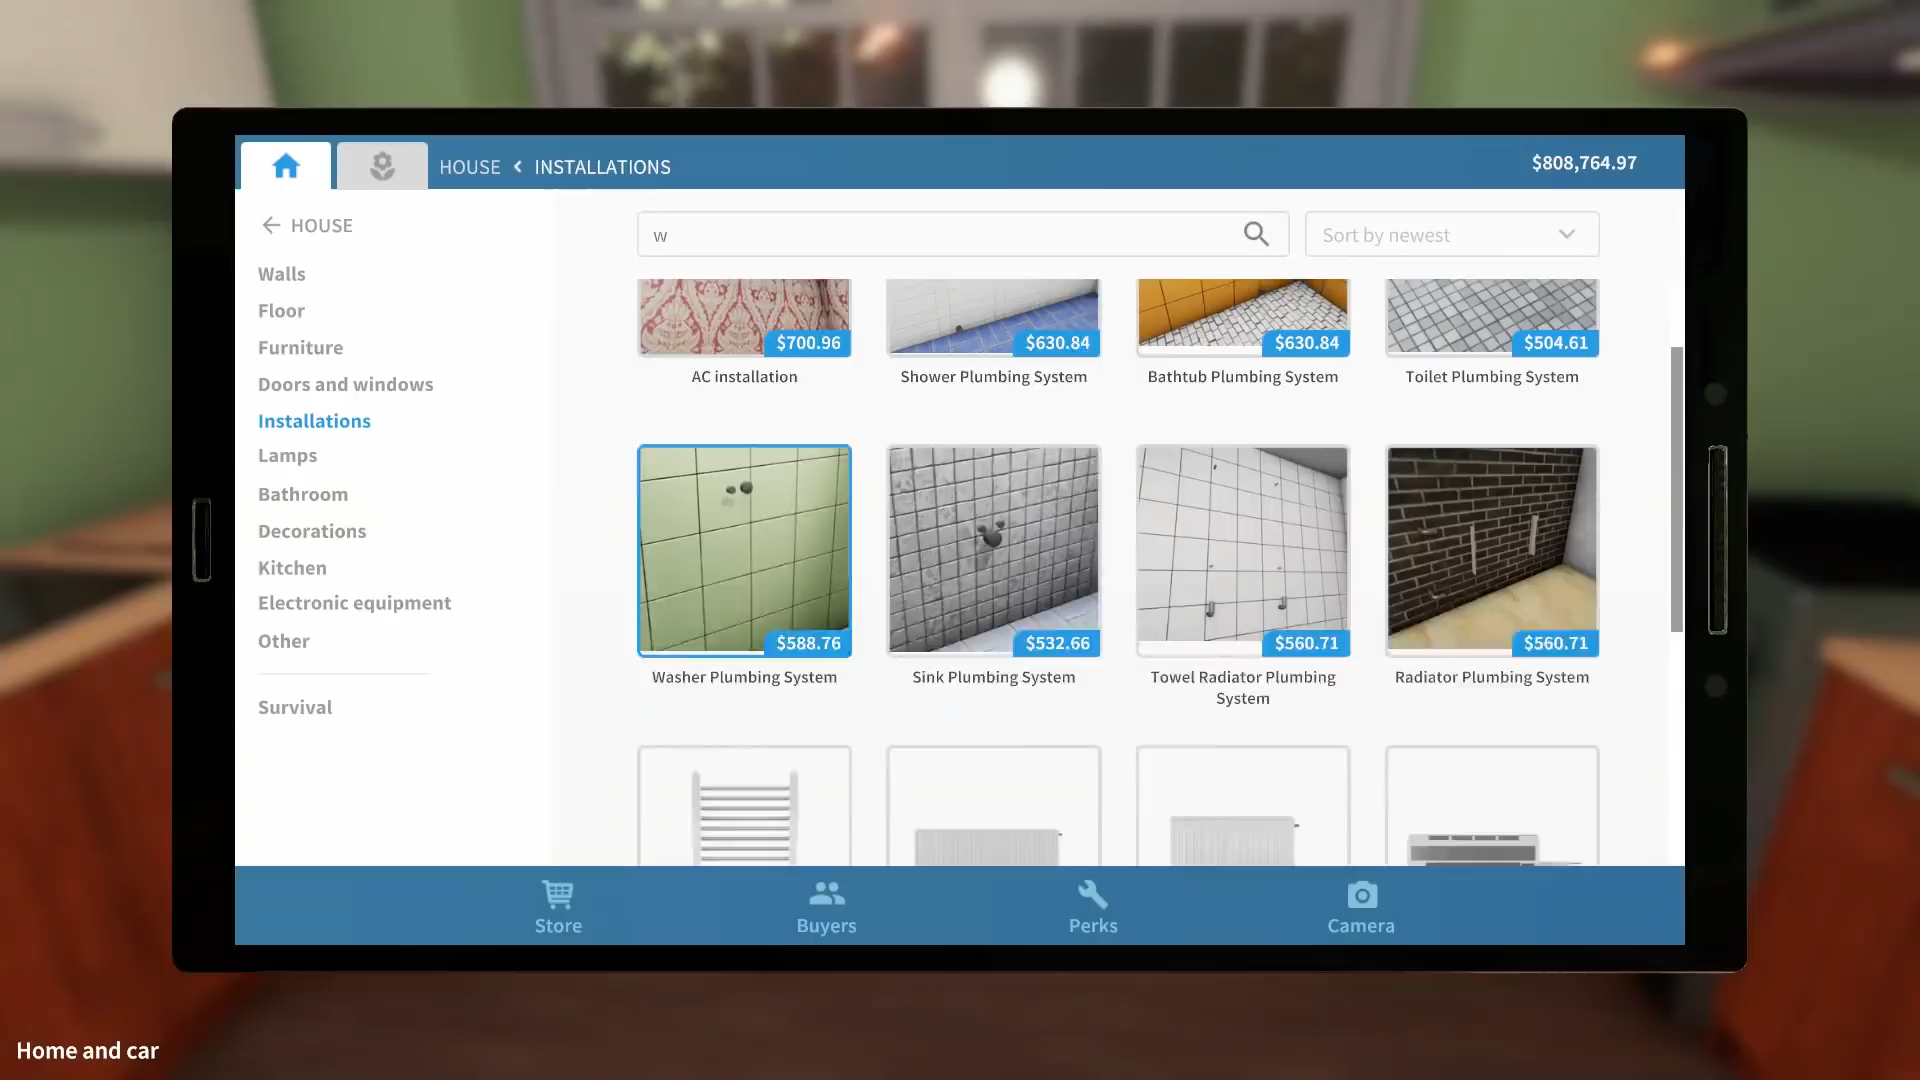 HOUSE < INSTALLATIONS
$808,764.97
HOUSE
w
Sort by newest
Walls
Floor
Furniture
Doors and windows
Installations
Lamps
Bathroom
Decorations
Kitchen
Electronic equipment
Other
Survival
$700.96
$630.84
$630.84
$504.61
AC installation
Shower Plumbing System
Bathtub Plumbing System
Toilet Plumbing System
$588.76
$532.66
$560.71
$560.71
Washer Plumbing System
Sink Plumbing System
Towel Radiator Plumbing
System
Radiator Plumbing System
Store
Buyers
Perks
Camera
Home and car